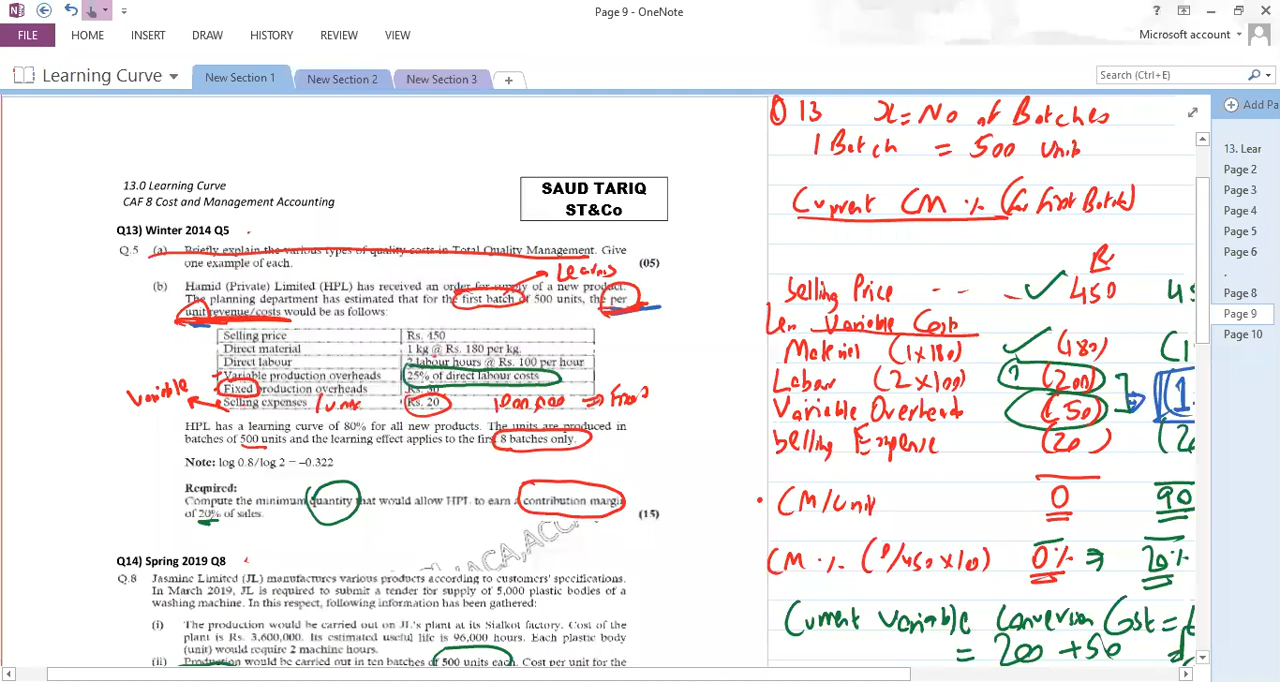 Page 9 - OneNote
?
FILE HOME INSERT DRAW HISTORY REVIEW VIEW
Microsoft account
Learning Curve New Section 1 New Section 2 New Section 3 +
Search (Ctrl+E)
Add Pa
13. Lear
Page 2
Page 3
Page 4
Page 5
Page 6
.
Page 8
Page 9
Page 10
13.0 Learning Curve
CAF 8 Cost and Management Accounting
SAUD TARIQ
ST&Co
Q13) Winter 2014 Q5
Q.5 (a) Briefly explain the various types of quality costs in Total Quality Management. Give
one example of each. (05)
Learns
(b) Hamid (Private) Limited (HPL) has received an order for supply of a new product.
The planning department has estimated that for the first batch of 500 units, the per
unit revenue/costs would be as follows:
Selling price Rs. 450
Direct material 1 kg @ Rs. 180 per kg
Direct labour 2 labour hours @ Rs. 100 per hour
Variable production overheads 25% of direct labour costs
Fixed production overheads Rs. 30
Selling expenses Rs. 20
Variable
1 unit
HPL has a learning curve of 80% for all new products. The units are produced in
batches of 500 units and the learning effect applies to the first 8 batches only.
Note: log 0.8/log 2 = –0.322
Required:
Compute the minimum quantity that would allow HPL to earn a contribution margin
of 20% of sales. (15)
Q14) Spring 2019 Q8
Q.8 Jasmine Limited (JL) manufactures various products according to customers' specifications.
In March 2019, JL is required to submit a tender for supply of 5,000 plastic bodies of a
washing machine. In this respect, following information has been gathered:
(i) The production would be carried out on JL's plant at its Sialkot factory. Cost of the
plant is Rs. 3,600,000. Its estimated useful life is 96,000 hours. Each plastic body
(unit) would require 2 machine hours.
(ii) Production would be carried out in ten batches of 500 units each. Cost per unit for the
Q 13 x = No of Batches
1 Batch = 500 unit
Current CM % (for First Batch)
Rs
Selling Price - - - 450
Less Variable Cost
Material (1x180) (180)
Labour (2x100) (200)
Variable Overheads (50)
Selling Expense (20)
CM/unit 0 90
CM % (0/450 x 100) 0% ⇒ 20%
Current Variable Conversion Cost =
= 200 + 50